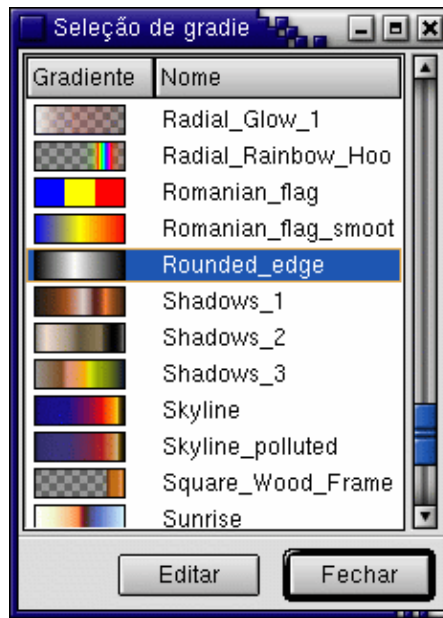 Seleção de gradie
Gradiente Nome
Radial_Glow_1
Radial_Rainbow_Hoo
Romanian_flag
Romanian_flag_smoot
Rounded_edge
Shadows_1
Shadows_2
Shadows_3
Skyline
Skyline_polluted
Square_Wood_Frame
Sunrise
Editar Fechar